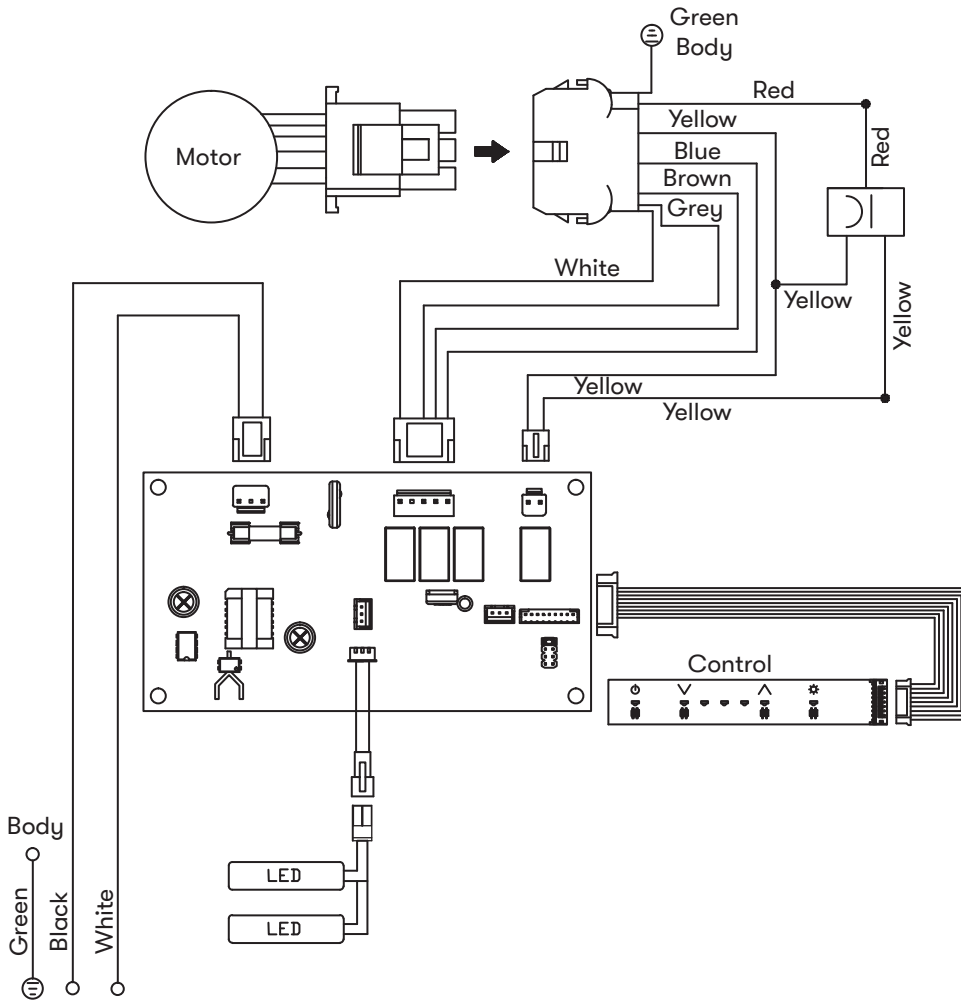 Green
Body
Motor
Red
Yellow
Red
Blue
Brown
Grey
White
Yellow
Yellow
Yellow
Yellow
Control
Body
Green
Black
White
LED
LED